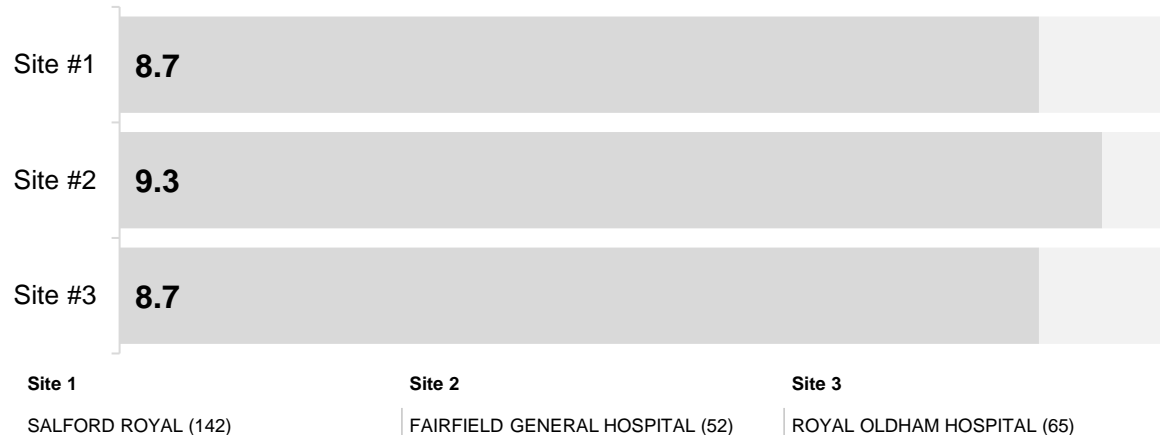 Site #1 8.7
Site #2 9.3
Site #3 8.7
Site 1 Site 2 Site 3
SALFORD ROYAL (142) FAIRFIELD GENERAL HOSPITAL (52) ROYAL OLDHAM HOSPITAL (65)